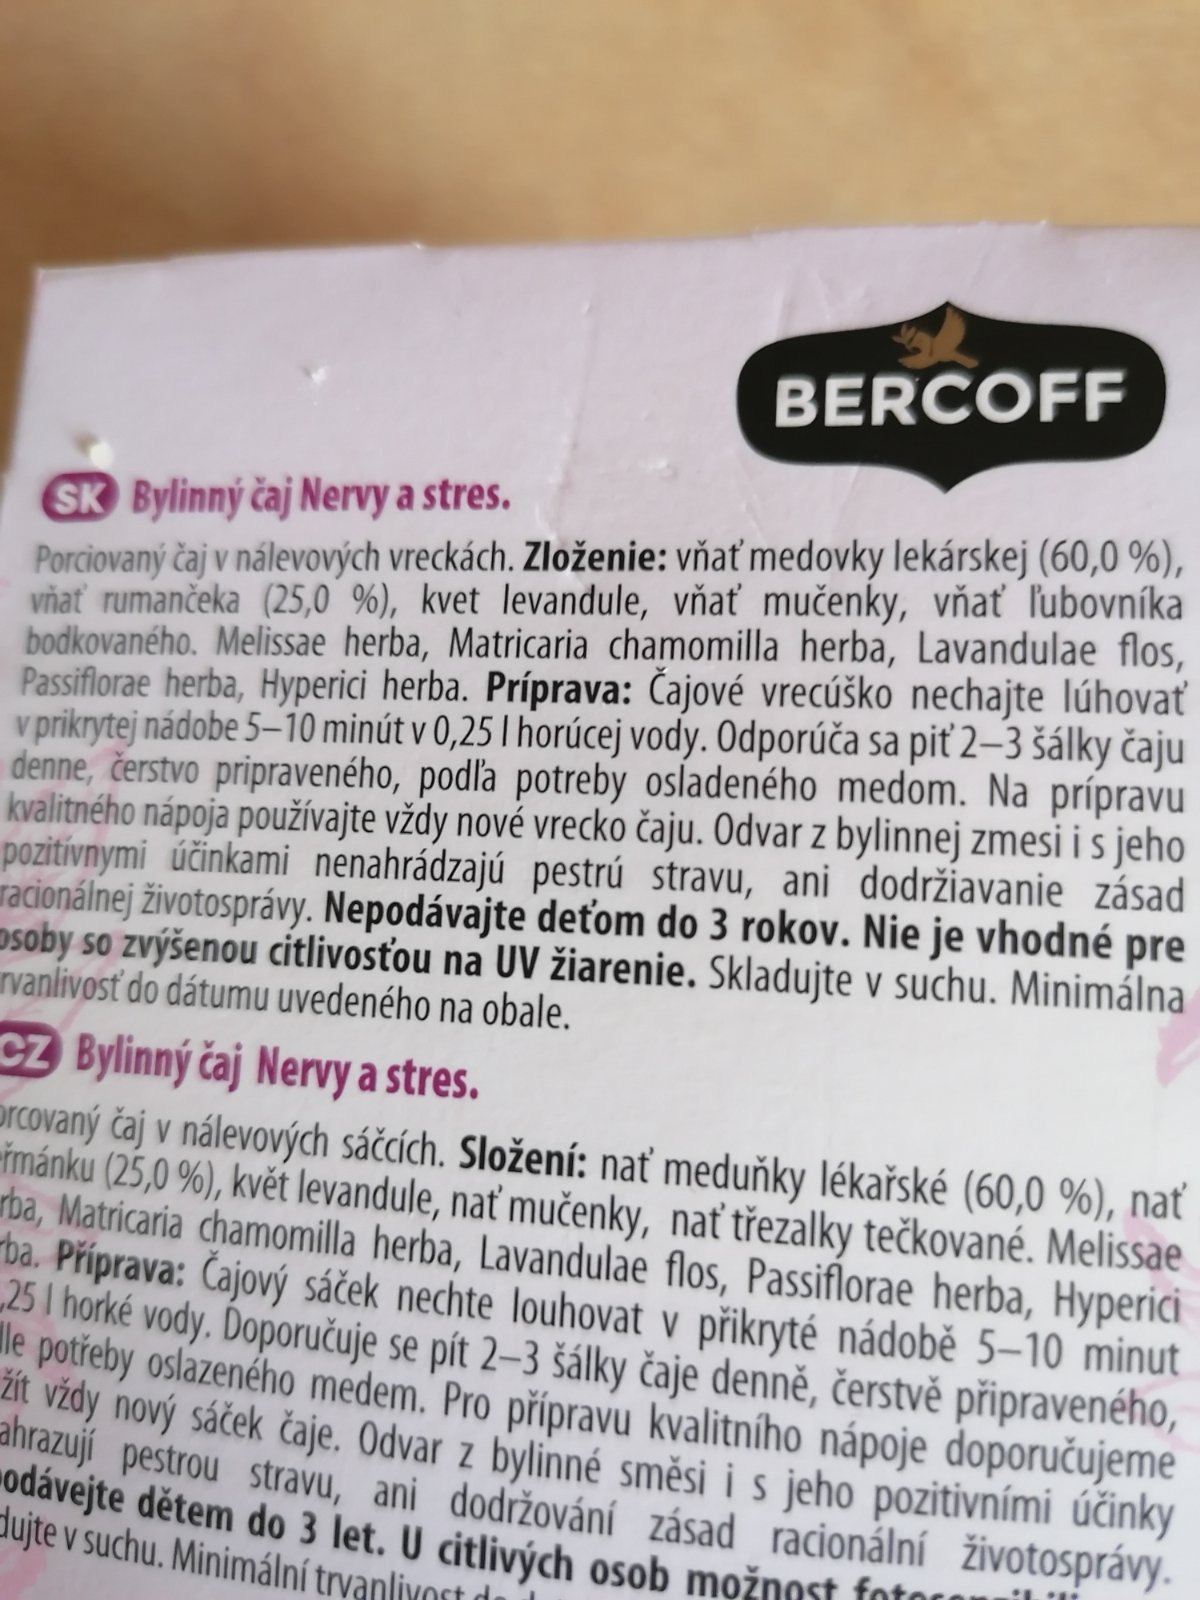 BERCOFF
SK Bylinný čaj Nervy a stres.
Porciovaný čaj v nálevových vreckách. Zloženie: vňať medovky lekárskej (60,0 %),
vňať rumančeka (25,0 %), kvet levandule, vňať mučenky, vňať ľubovníka
bodkovaného. Melissae herba, Matricaria chamomilla herba, Lavandulae flos,
Passiflorae herba, Hyperici herba. Príprava: Čajové vrecúško nechajte lúhovať
v prikrytej nádobe 5–10 minút v 0,25 l horúcej vody. Odporúča sa piť 2–3 šálky čaju
denne, čerstvo pripraveného, podľa potreby osladeného medom. Na prípravu
kvalitného nápoja používajte vždy nové vrecko čaju. Odvar z bylinnej zmesi i s jeho
pozitívnymi účinkami nenahrádzajú pestrú stravu, ani dodržiavanie zásad
racionálnej životosprávy. Nepodávajte deťom do 3 rokov. Nie je vhodné pre
osoby so zvýšenou citlivosťou na UV žiarenie. Skladujte v suchu. Minimálna
rvanlivosť do dátumu uvedeného na obale.
CZ Bylinný čaj Nervy a stres.
orcovaný čaj v nálevových sáčcích. Složení: nať meduňky lékařské (60,0 %), nať
eřmánku (25,0 %), květ levandule, nať mučenky, nať třezalky tečkované. Melissae
rba, Matricaria chamomilla herba, Lavandulae flos, Passiflorae herba, Hyperici
rba. Příprava: Čajový sáček nechte louhovat v přikryté nádobě 5–10 minut
,25 l horké vody. Doporučuje se pít 2–3 šálky čaje denně, čerstvě připraveného,
dle potřeby oslazeného medem. Pro přípravu kvalitního nápoje doporučujeme
žít vždy nový sáček čaje. Odvar z bylinné směsi i s jeho pozitivními účinky
ahrazují pestrou stravu, ani dodržování zásad racionální životosprávy.
podávejte dětem do 3 let. U citlivých osob možnost
dujte v suchu. Minimální trvanlivost do